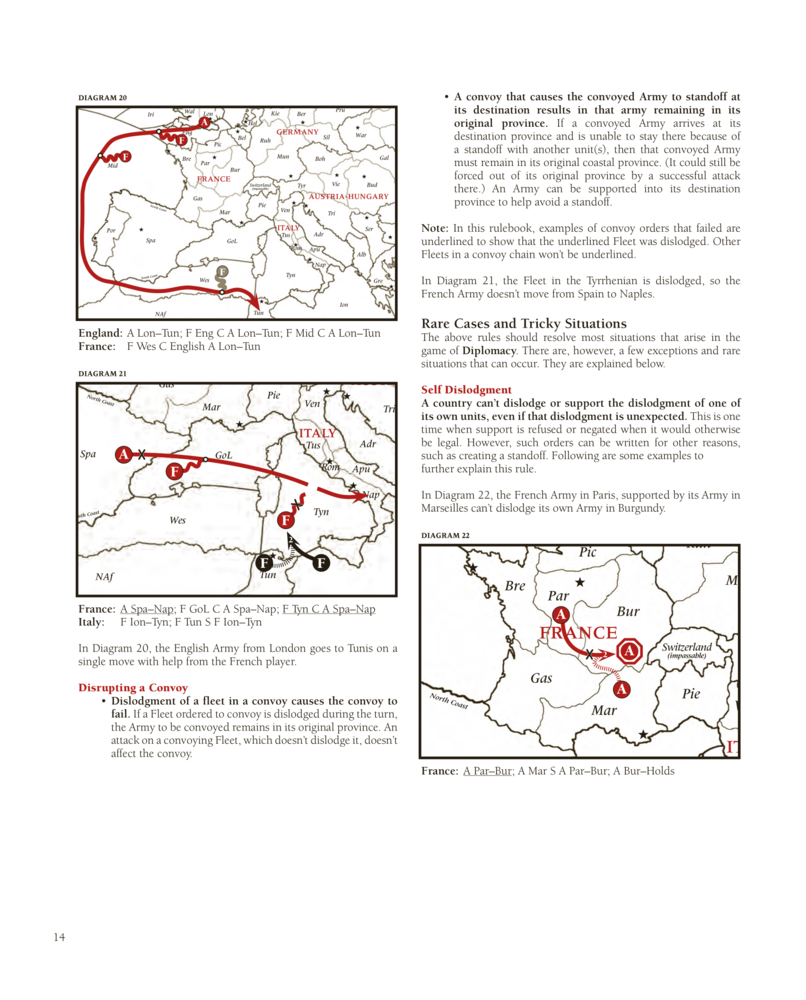 DIAGRAM 20
Iri
Wal
Lon
A
Kie
Ber
Pru
Eng
F
Bel
Ruh
GERMANY
Sil
War
Pic
Mid
F
Bre
Par
Mun
Boh
Gal
Bur
FRANCE
Switzerland
Tyr
Vie
Bud
Gas
AUSTRIA-HUNGARY
Pie
Ven
Mar
Tri
Por
ITALY
Ser
Spa
GoL
Tus
Adr
Rom
Apu
Alb
Nap
F
Wes
Tyn
Gre
Ion
NAf
Tun
England: A Lon–Tun; F Eng C A Lon–Tun; F Mid C A Lon–Tun
France: F Wes C English A Lon–Tun
DIAGRAM 21
Gas
North Coast
Mar
Pie
Ven
Tri
ITALY
Spa
A
GoL
Tus
Adr
F
Rom
Apu
Nap
Tyn
F
Wes
F
F
NAf
Tun
France: A Spa–Nap; F GoL C A Spa–Nap; F Tyn C A Spa–Nap
Italy: F Ion–Tyn; F Tun S F Ion–Tyn
In Diagram 20, the English Army from London goes to Tunis on a
single move with help from the French player.
Disrupting a Convoy
• Dislodgment of a fleet in a convoy causes the convoy to
fail. If a Fleet ordered to convoy is dislodged during the turn,
the Army to be convoyed remains in its original province. An
attack on a convoying Fleet, which doesn't dislodge it, doesn't
affect the convoy.
• A convoy that causes the convoyed Army to standoff at
its destination results in that army remaining in its
original province. If a convoyed Army arrives at its
destination province and is unable to stay there because of
a standoff with another unit(s), then that convoyed Army
must remain in its original coastal province. (It could still be
forced out of its original province by a successful attack
there.) An Army can be supported into its destination
province to help avoid a standoff.
Note: In this rulebook, examples of convoy orders that failed are
underlined to show that the underlined Fleet was dislodged. Other
Fleets in a convoy chain won't be underlined.
In Diagram 21, the Fleet in the Tyrrhenian is dislodged, so the
French Army doesn't move from Spain to Naples.
Rare Cases and Tricky Situations
The above rules should resolve most situations that arise in the
game of Diplomacy. There are, however, a few exceptions and rare
situations that can occur. They are explained below.
Self Dislodgment
A country can't dislodge or support the dislodgment of one of
its own units, even if that dislodgment is unexpected. This is one
time when support is refused or negated when it would otherwise
be legal. However, such orders can be written for other reasons,
such as creating a standoff. Following are some examples to
further explain this rule.
In Diagram 22, the French Army in Paris, supported by its Army in
Marseilles can't dislodge its own Army in Burgundy.
DIAGRAM 22
Pic
Bre
Par
M
A
Bur
FRANCE
A
Switzerland
(impassable)
Gas
A
North Coast
Mar
Pie
IT
France: A Par–Bur; A Mar S A Par–Bur; A Bur–Holds
14